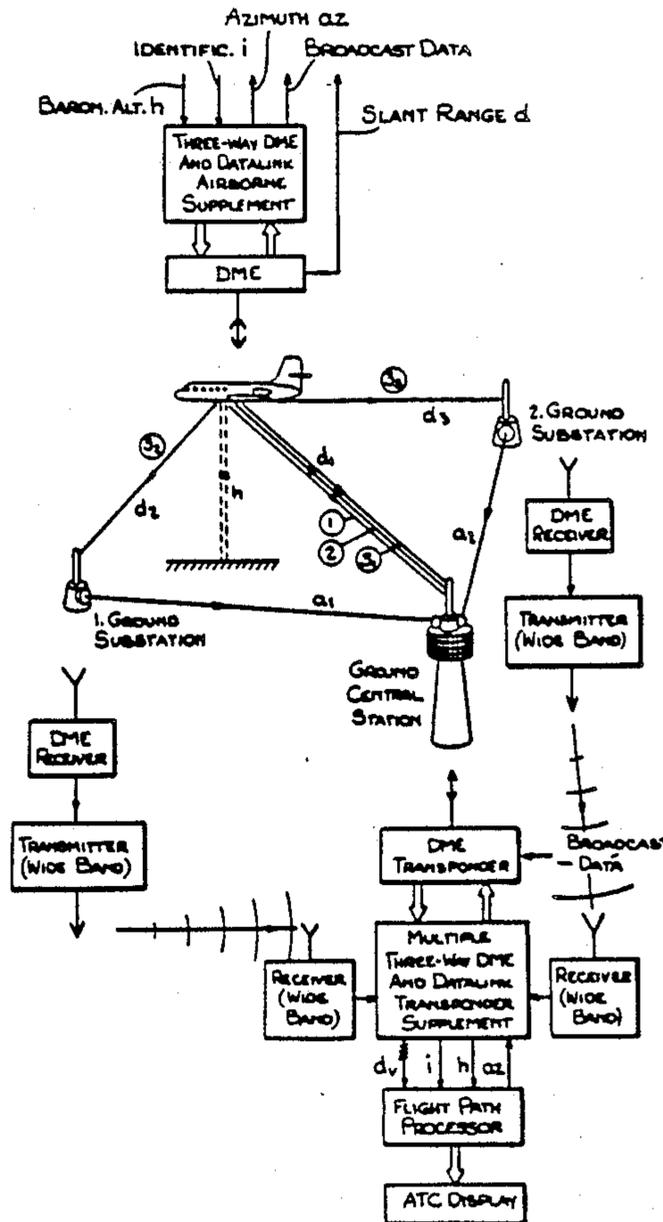 AZIMUTH az
IDENTIFIC. i
BROADCAST DATA
BAROM. ALT. h
SLANT RANGE d
THREE-WAY DME
AND DATALINK
AIRBORNE
SUPPLEMENT
DME
d3
2. GROUND
SUBSTATION
d1
d2
h
1
2
a2
DME
RECEIVER
a1
1. GROUND
SUBSTATION
TRANSMITTER
(WIDE BAND)
GROUND
CENTRAL
STATION
DME
RECEIVER
TRANSMITTER
(WIDE BAND)
DME
TRANSPONDER
BROADCAST
- DATA
MULTIPLE
THREE-WAY DME
AND DATALINK
TRANSPONDER
SUPPLEMENT
RECEIVER
(WIDE
BAND)
RECEIVER
(WIDE
BAND)
dv i h az
FLIGHT PATH
PROCESSOR
ATC DISPLAY